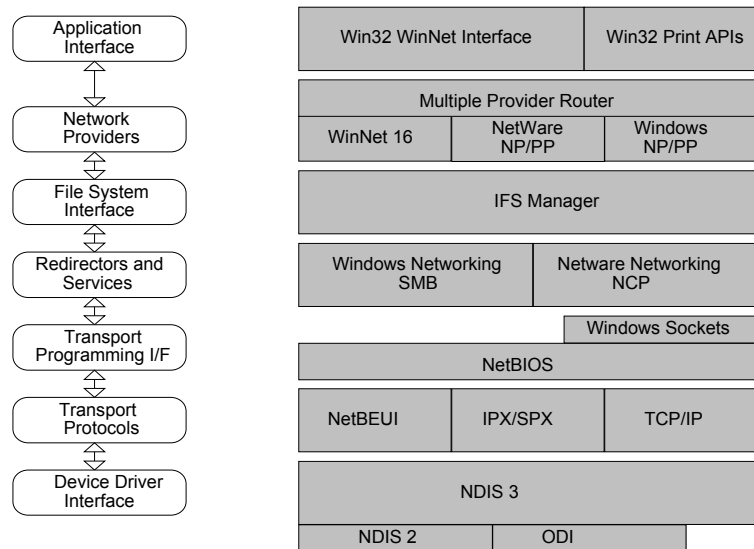 Application
Interface
Win32 WinNet Interface
Win32 Print APIs
Multiple Provider Router
Network
Providers
WinNet 16
NetWare
NP/PP
Windows
NP/PP
File System
Interface
IFS Manager
Redirectors and
Services
Windows Networking
SMB
Netware Networking
NCP
Transport
Programming I/F
Windows Sockets
NetBIOS
Transport
Protocols
NetBEUI
IPX/SPX
TCP/IP
Device Driver
Interface
NDIS 3
NDIS 2
ODI